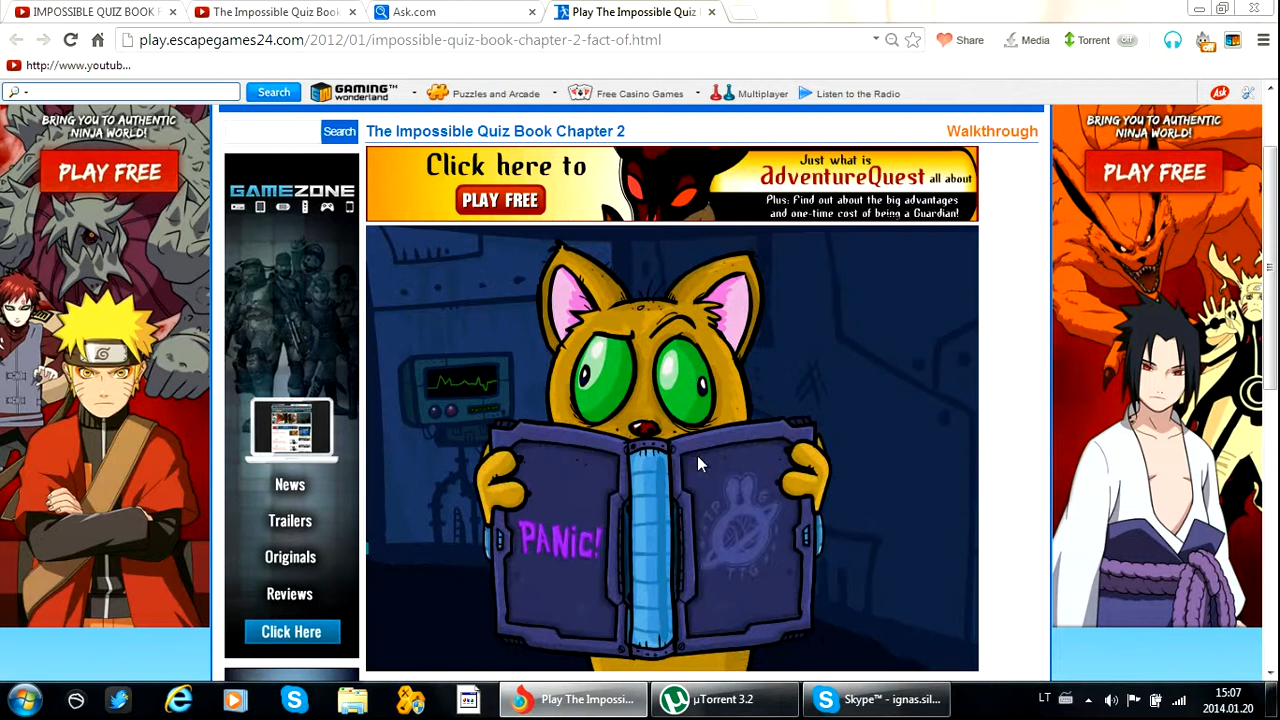 IMPOSSIBLE QUIZ BOOK F
The Impossible Quiz Book
Ask.com
Play The Impossible Quiz
play.escapegames24.com/2012/01/impossible-quiz-book-chapter-2-fact-of.html
Share
Media
Torrent
Gif
off
http://www.youtub...
Search
GAMING wonderland
Puzzles and Arcade
Free Casino Games
Multiplayer
Listen to the Radio
Ask
BRING YOU TO AUTHENTIC
NINJA WORLD!
PLAY FREE
Search
The Impossible Quiz Book Chapter 2
Walkthrough
Click here to
PLAY FREE
Just what is
AdventureQuest all about
Plus: Find out about the big advantages
and one-time cost of being a Guardian!
BRING YOU TO AUTHENTIC
NINJA WORLD!
PLAY FREE
GAMEZONE
News
Trailers
Originals
Reviews
Click Here
PANiC!
TTG
Play The Impossi...
µTorrent 3.2
Skype™ - ignas.sil...
LT
15:07
2014.01.20